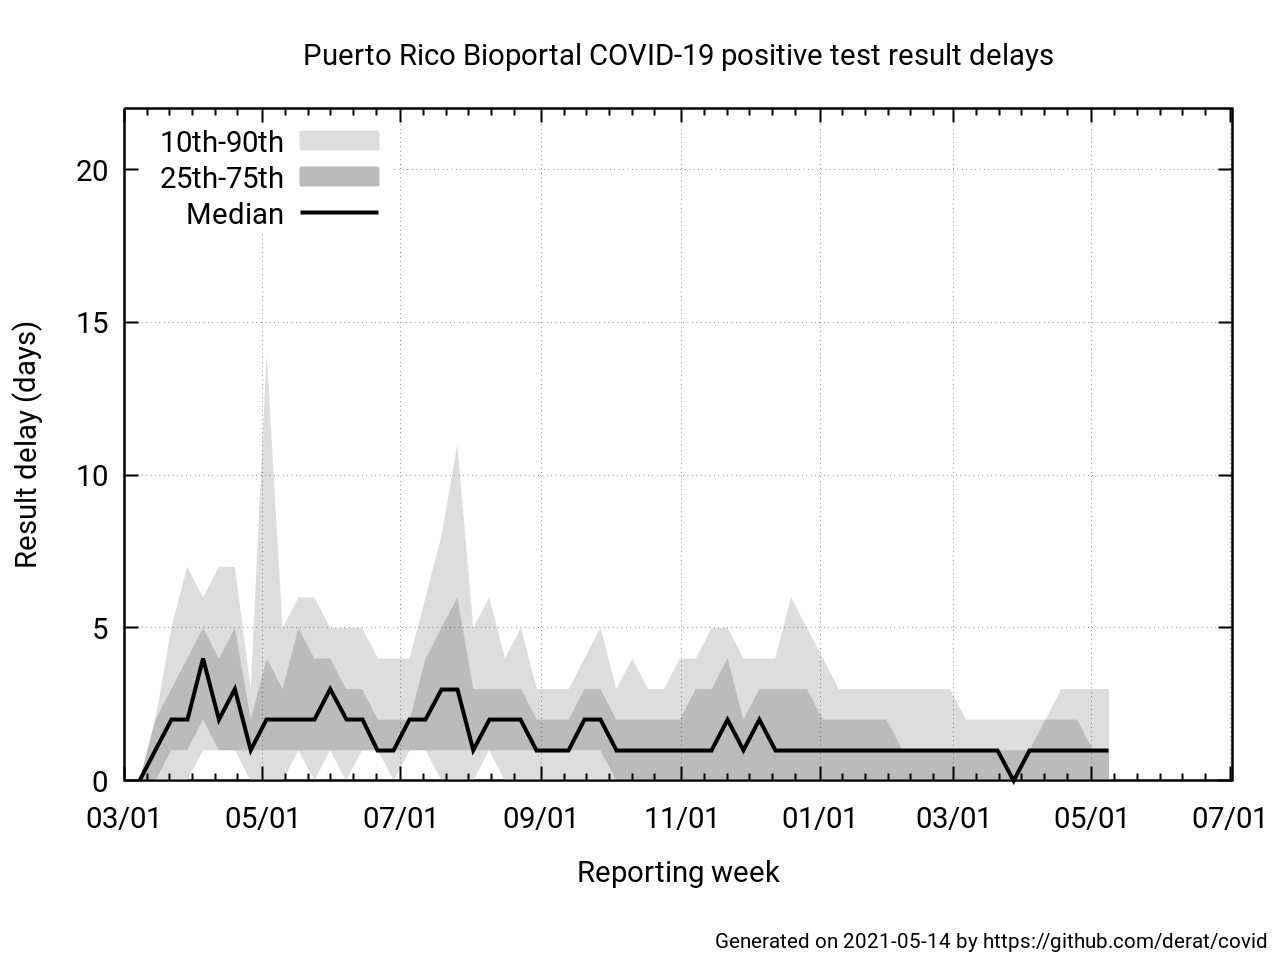 Puerto Rico Bioportal COVID-19 positive test result delays
10th-90th
25th-75th
Median
20
15
10
5
0
Result delay (days)
03/01 05/01 07/01 09/01 11/01 01/01 03/01 05/01 07/01
Reporting week
Generated on 2021-05-14 by https://github.com/derat/covid